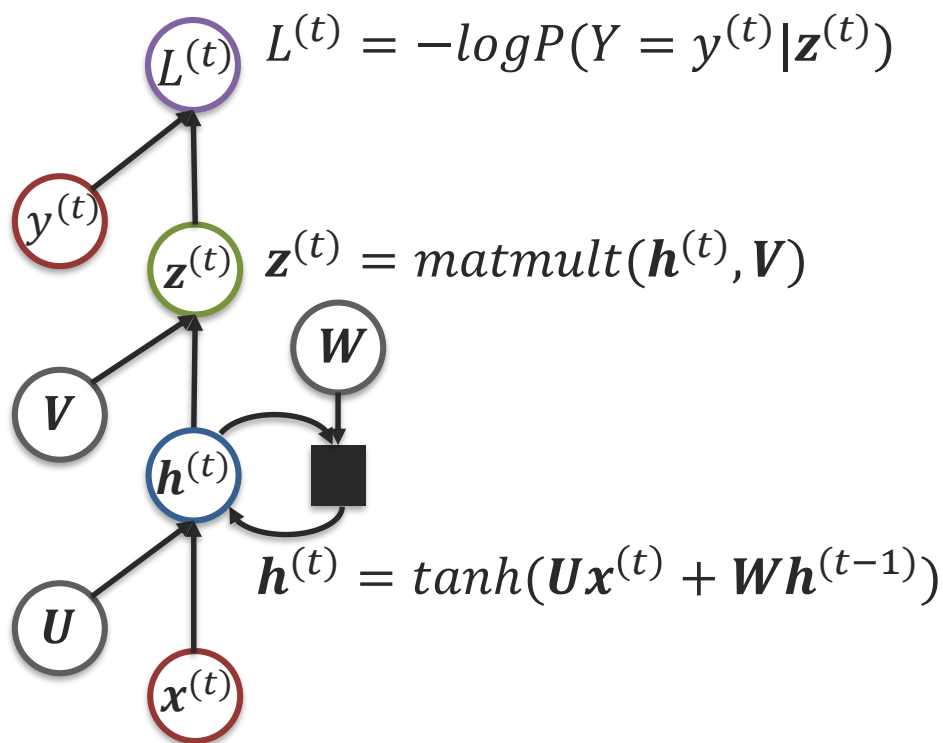 L^(t) L^(t) = −logP(Y = y^(t)|z^(t))
y^(t)
z^(t) z^(t) = matmult(h^(t), V)
W
V
h^(t)
h^(t) = tanh(Ux^(t) + Wh^(t−1))
U
x^(t)